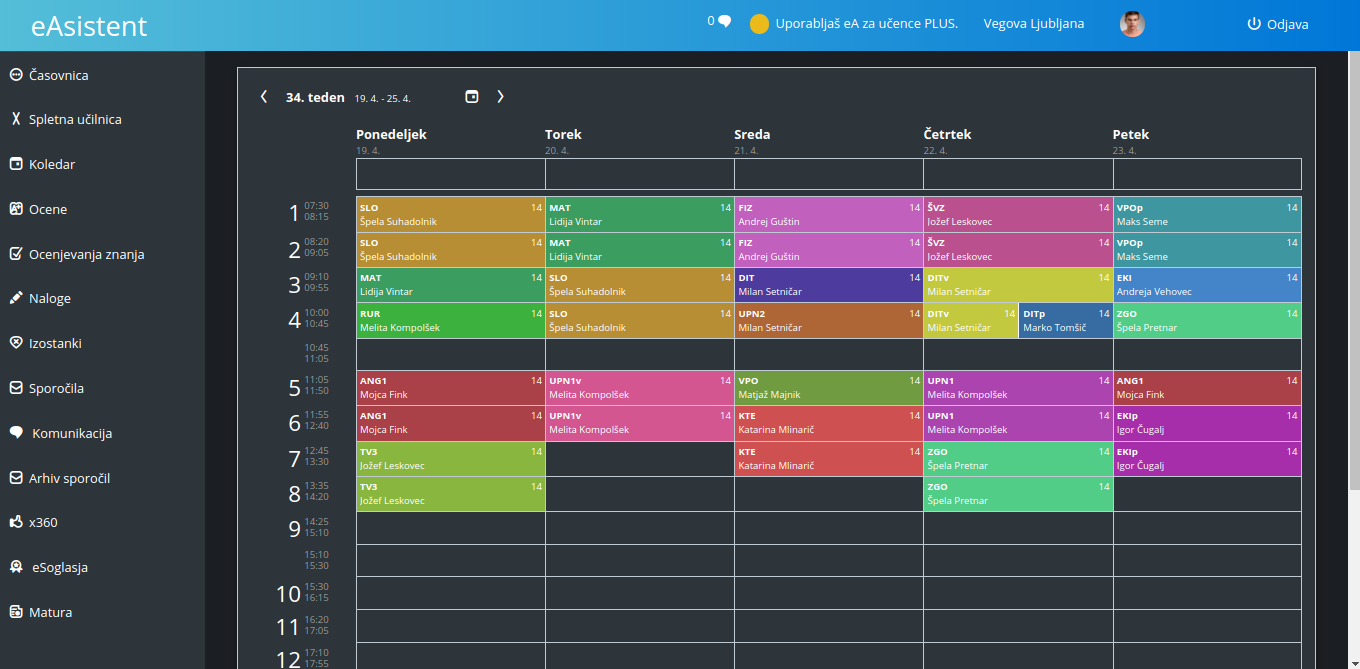 eAsistent
0
Uporabljaš eA za učence PLUS.
Vegova Ljubljana
Odjava
Časovnica
Spletna učilnica
Koledar
Ocene
Ocenjevanja znanja
Naloge
Izostanki
Sporočila
Komunikacija
Arhiv sporočil
x360
eSoglasja
Matura
34. teden 19. 4. - 25. 4.
Ponedeljek Torek Sreda Četrtek Petek
19. 4. 20. 4. 21. 4. 22. 4. 23. 4.
1 07:30 08:15
SLO 14 MAT 14 FIZ 14 ŠVZ 14 VPOp 14
Špela Suhadolnik Lidija Vintar Andrej Guštin Jožef Leskovec Maks Seme
2 08:20 09:05
SLO 14 MAT 14 FIZ 14 ŠVZ 14 VPOp 14
Špela Suhadolnik Lidija Vintar Andrej Guštin Jožef Leskovec Maks Seme
3 09:10 09:55
MAT 14 SLO 14 DIT 14 DITv 14 EKI 14
Lidija Vintar Špela Suhadolnik Milan Setničar Milan Setničar Andreja Vehovec
4 10:00 10:45
RUR 14 SLO 14 UPN2 14 DITv 14 DITp 14 ZGO 14
Melita Kompolšek Špela Suhadolnik Milan Setničar Milan Setničar Marko Tomšič Špela Pretnar
10:45
11:05
5 11:05 11:50
ANG1 14 UPN1v 14 VPO 14 UPN1 14 ANG1 14
Mojca Fink Melita Kompolšek Matjaž Majnik Melita Kompolšek Mojca Fink
6 11:55 12:40
ANG1 14 UPN1v 14 KTE 14 UPN1 14 EKIp 14
Mojca Fink Melita Kompolšek Katarina Mlinarič Melita Kompolšek Igor Čugalj
7 12:45 13:30
TV3 14 KTE 14 ZGO 14 EKIp 14
Jožef Leskovec Katarina Mlinarič Špela Pretnar Igor Čugalj
8 13:35 14:20
TV3 14 ZGO 14
Jožef Leskovec Špela Pretnar
9 14:25 15:10
15:10
15:30
10 15:30 16:15
11 16:20 17:05
12 17:10 17:55